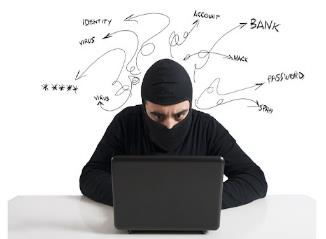 IDENTITY
ACCOUNT
BANK
VIRUS
HACK
PASSWORD
****
VIRUS
SPAM